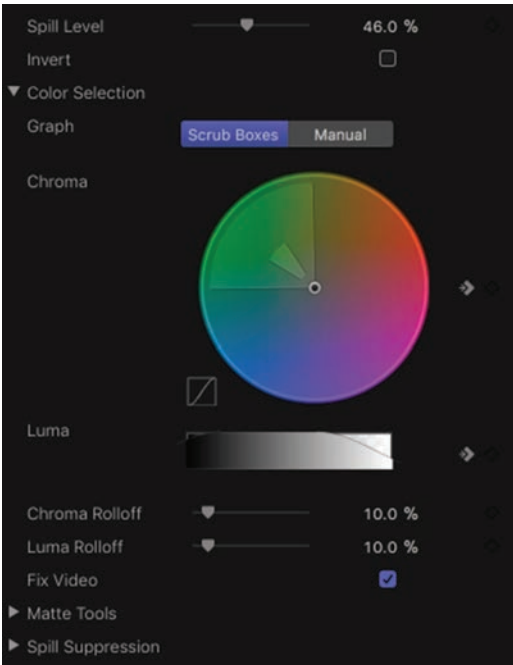 Spill Level 46.0 %
Invert
Color Selection
Graph Scrub Boxes Manual
Chroma
Luma
Chroma Rolloff 10.0 %
Luma Rolloff 10.0 %
Fix Video
Matte Tools
Spill Suppression